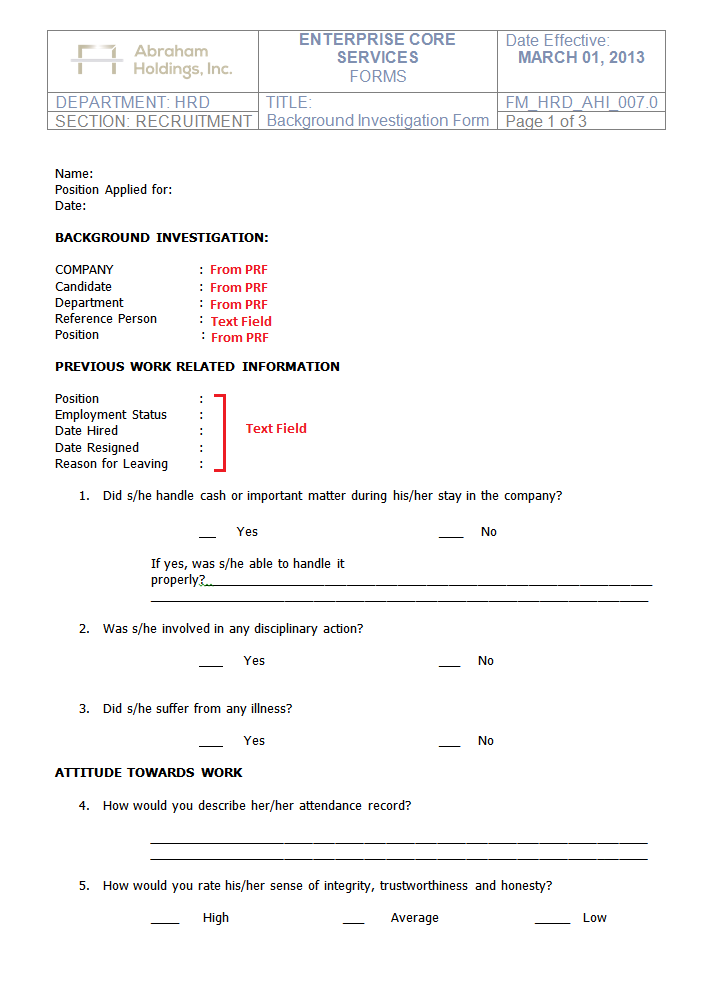 Abraham
Holdings, Inc.
ENTERPRISE CORE
SERVICES
FORMS
Date Effective:
MARCH 01, 2013
DEPARTMENT: HRD
TITLE:
FM_HRD_AHI_007.0
SECTION: RECRUITMENT
Background Investigation Form
Page 1 of 3
Name:
Position Applied for:
Date:
BACKGROUND INVESTIGATION:
COMPANY : From PRF
Candidate : From PRF
Department : From PRF
Reference Person : Text Field
Position : From PRF
PREVIOUS WORK RELATED INFORMATION
Position :
Employment Status :
Date Hired :
Text Field
Date Resigned :
Reason for Leaving :
1. Did s/he handle cash or important matter during his/her stay in the company?
__ Yes ___ No
If yes, was s/he able to handle it
properly?..______________________________
______________________________
2. Was s/he involved in any disciplinary action?
___ Yes ___ No
3. Did s/he suffer from any illness?
___ Yes ___ No
ATTITUDE TOWARDS WORK
4. How would you describe her/her attendance record?
______________________________
______________________________
5. How would you rate his/her sense of integrity, trustworthiness and honesty?
____ High ___ Average _____ Low